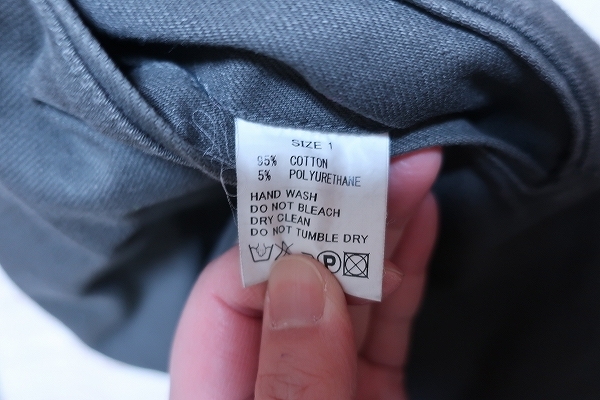 SIZE 1
95% COTTON
5% POLYURETHANE
HAND WASH
DO NOT BLEACH
DRY CLEAN
DO NOT TUMBLE DRY
P